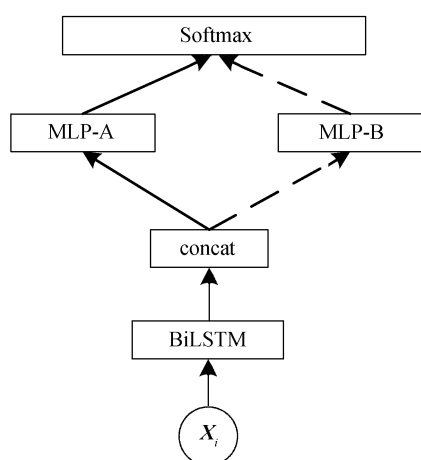 Softmax
MLP-A
MLP-B
concat
BiLSTM
Xi